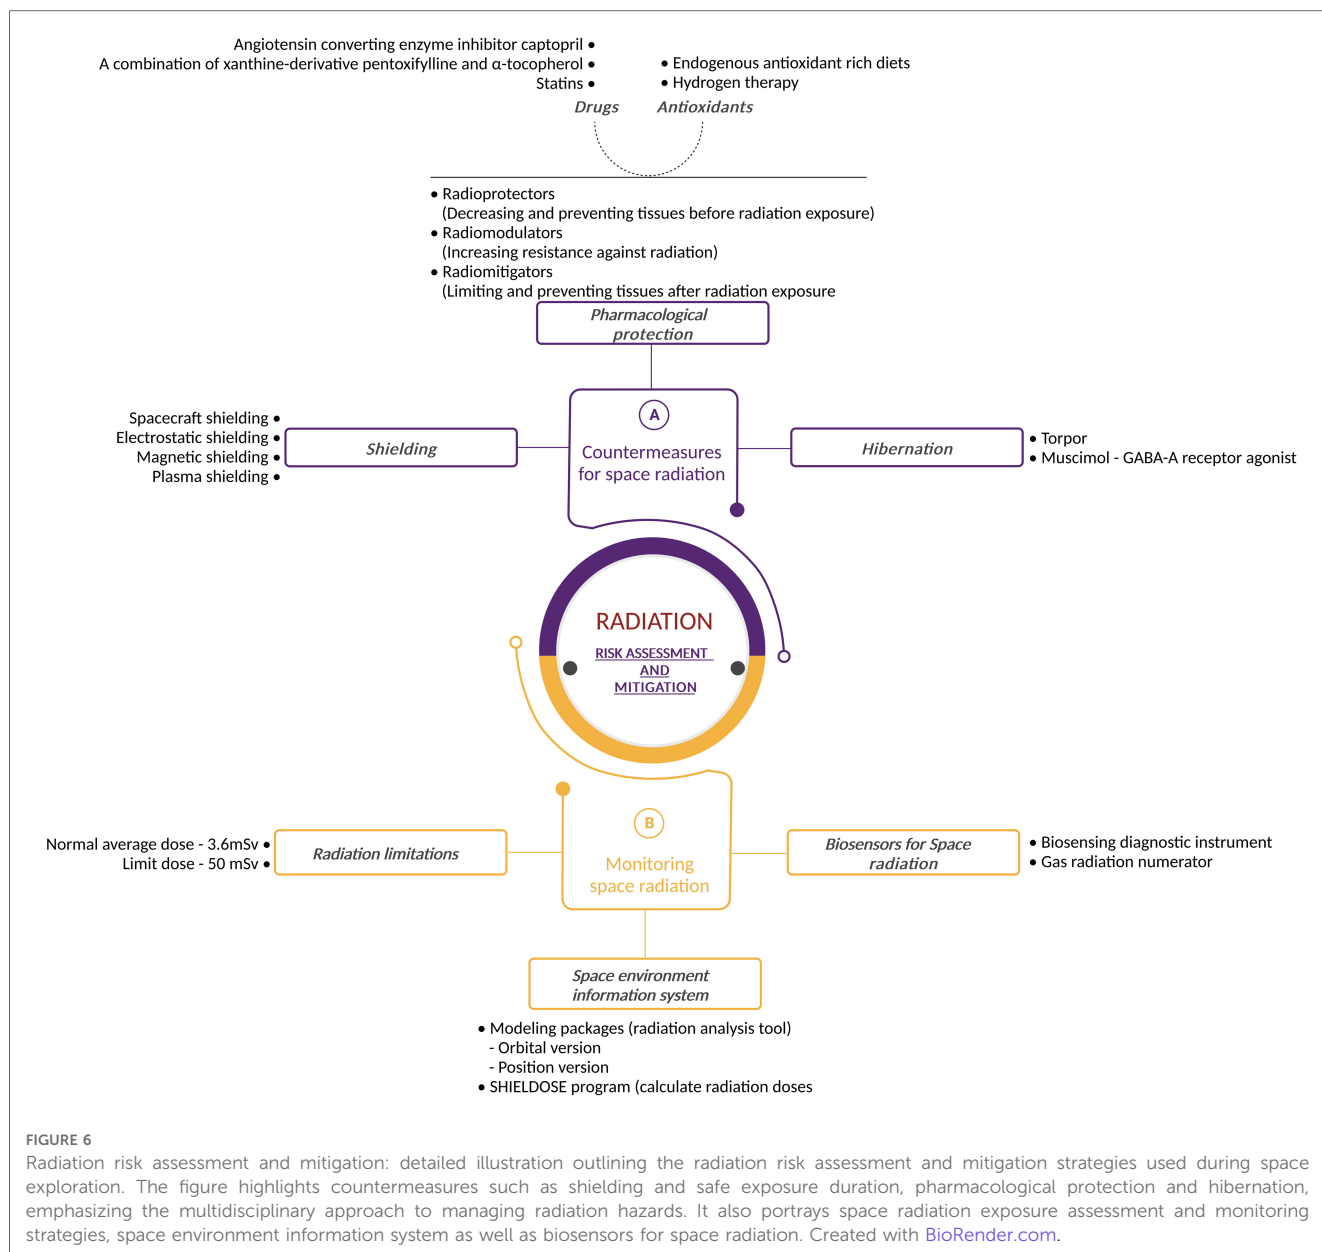 Angiotensin converting enzyme inhibitor captopril •
A combination of xanthine-derivative pentoxifylline and α-tocopherol •
Statins •
• Endogenous antioxidant rich diets
• Hydrogen therapy
Drugs
Antioxidants
• Radioprotectors
(Decreasing and preventing tissues before radiation exposure)
• Radiomodulators
(Increasing resistance against radiation)
• Radiomitigators
(Limiting and preventing tissues after radiation exposure
Pharmacological
protection
A
Countermeasures
for space radiation
Spacecraft shielding •
Electrostatic shielding •
Magnetic shielding •
Plasma shielding •
Shielding
Hibernation
• Torpor
• Muscimol - GABA-A receptor agonist
RADIATION
RISK ASSESSMENT
AND
MITIGATION
B
Monitoring
space radiation
Normal average dose - 3.6mSv •
Limit dose - 50 mSv •
Radiation limitations
Biosensors for Space
radiation
• Biosensing diagnostic instrument
• Gas radiation numerator
Space environment
information system
• Modeling packages (radiation analysis tool)
- Orbital version
- Position version
• SHIELDOSE program (calculate radiation doses
FIGURE 6
Radiation risk assessment and mitigation: detailed illustration outlining the radiation risk assessment and mitigation strategies used during space
exploration. The figure highlights countermeasures such as shielding and safe exposure duration, pharmacological protection and hibernation,
emphasizing the multidisciplinary approach to managing radiation hazards. It also portrays space radiation exposure assessment and monitoring
strategies, space environment information system as well as biosensors for space radiation. Created with BioRender.com.